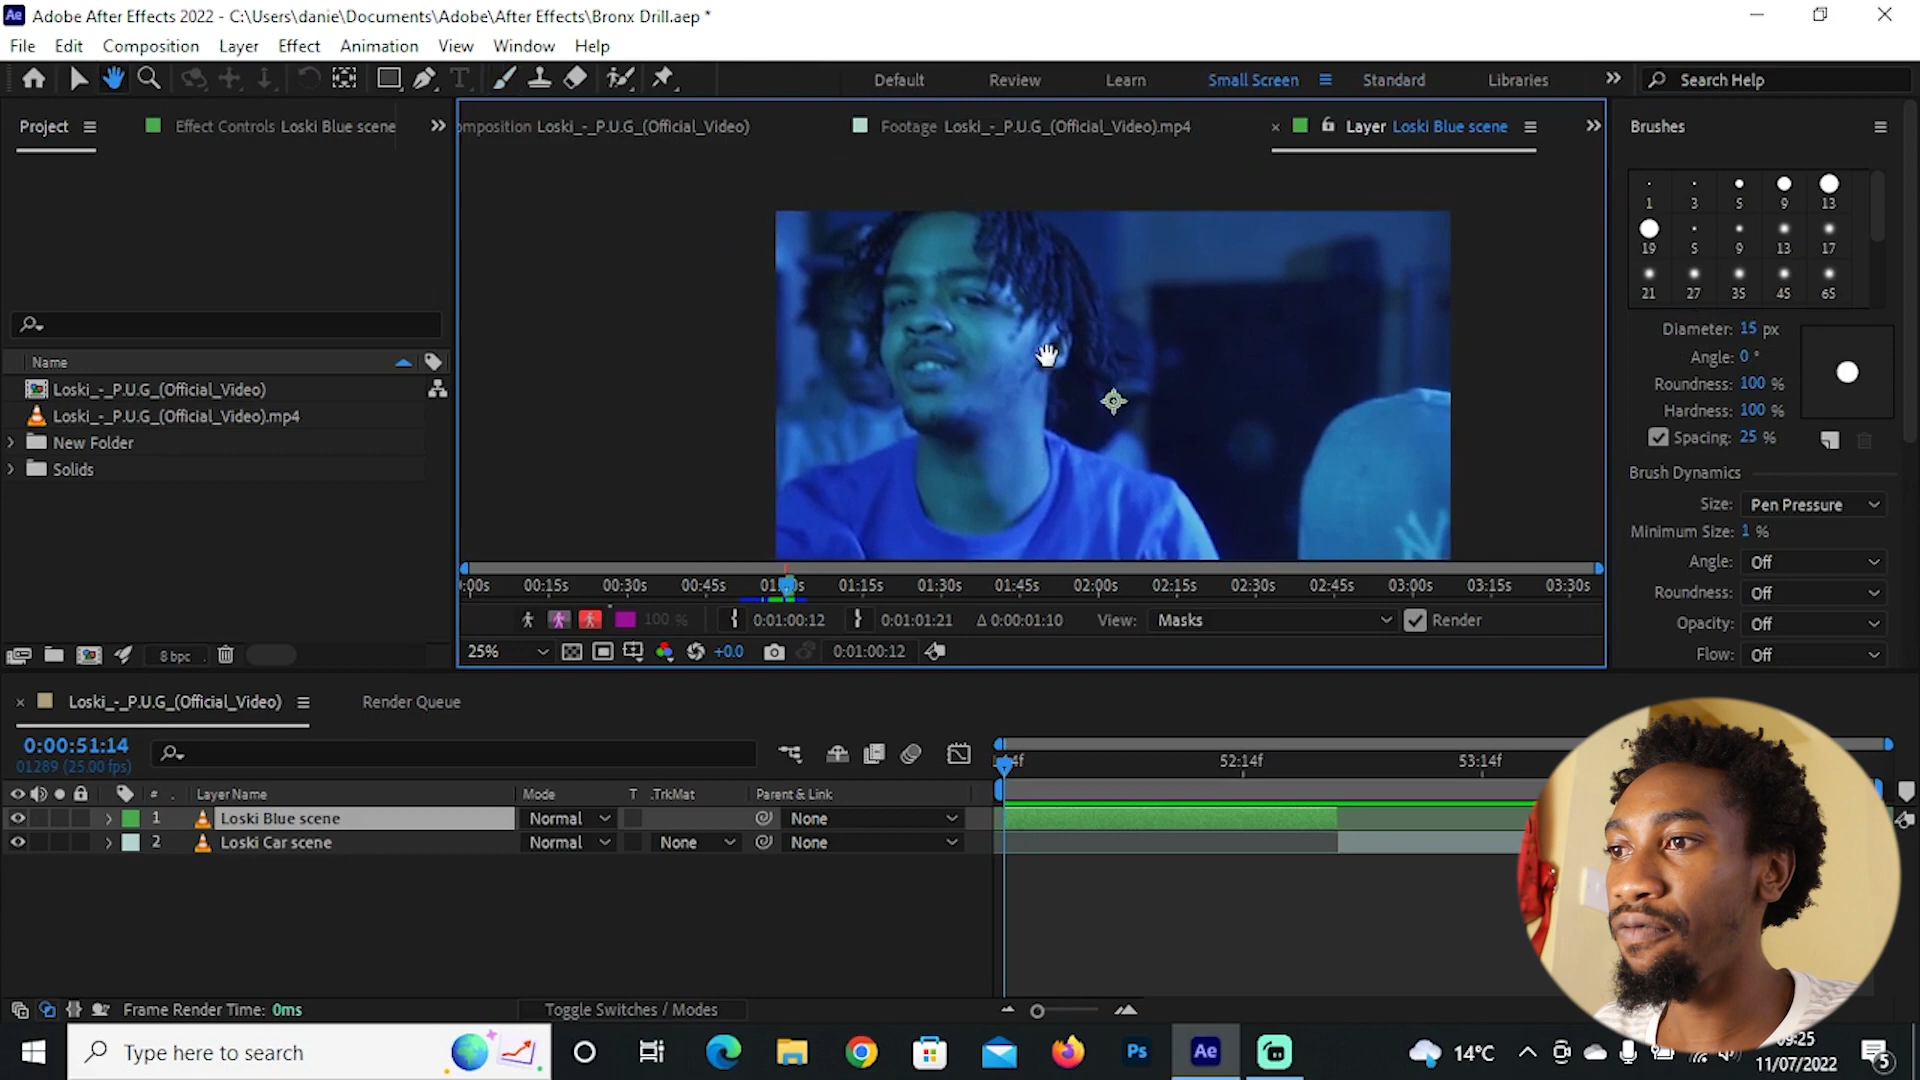 Ae Adobe After Effects 2022 - C:\Users\danie\Documents\Adobe\After Effects\Bronx Drill.aep *
File Edit Composition Layer Effect Animation View Window Help
Default Review Learn Small Screen Standard Libraries Search Help
Project Effect Controls Loski Blue scene
omposition Loski_-_P.U.G_(Official_Video) Footage Loski_-_P.U.G_(Official_Video).mp4 Layer Loski Blue scene
Brushes
1 3 5 9 13
19 5 9 13 17
21 27 35 45 65
Diameter: 15 px
Angle: 0 °
Roundness: 100 %
Hardness: 100 %
Spacing: 25 %
Brush Dynamics
Size: Pen Pressure
Minimum Size: 1 %
Angle: Off
Roundness: Off
Opacity: Off
Flow: Off
Name
Loski_-_P.U.G_(Official_Video)
Loski_-_P.U.G_(Official_Video).mp4
New Folder
Solids
8 bpc
:00s 00:15s 00:30s 00:45s 01:15s 01:30s 01:45s 02:00s 02:15s 02:30s 02:45s 03:00s 03:15s 03:30s
100 % 0:01:00:12 0:01:01:21 Δ 0:00:01:10 View: Masks Render
25% +0.0 0:01:00:12
Loski_-_P.U.G_(Official_Video) Render Queue
0:00:51:14
01289 (25.00 fps)
52:14f 53:14f
# Layer Name Mode T .TrkMat Parent & Link
1 Loski Blue scene Normal None
2 Loski Car scene Normal None None
Frame Render Time: 0ms Toggle Switches / Modes
Type here to search
Ps Ae
14°C
09:25
11/07/2022
5